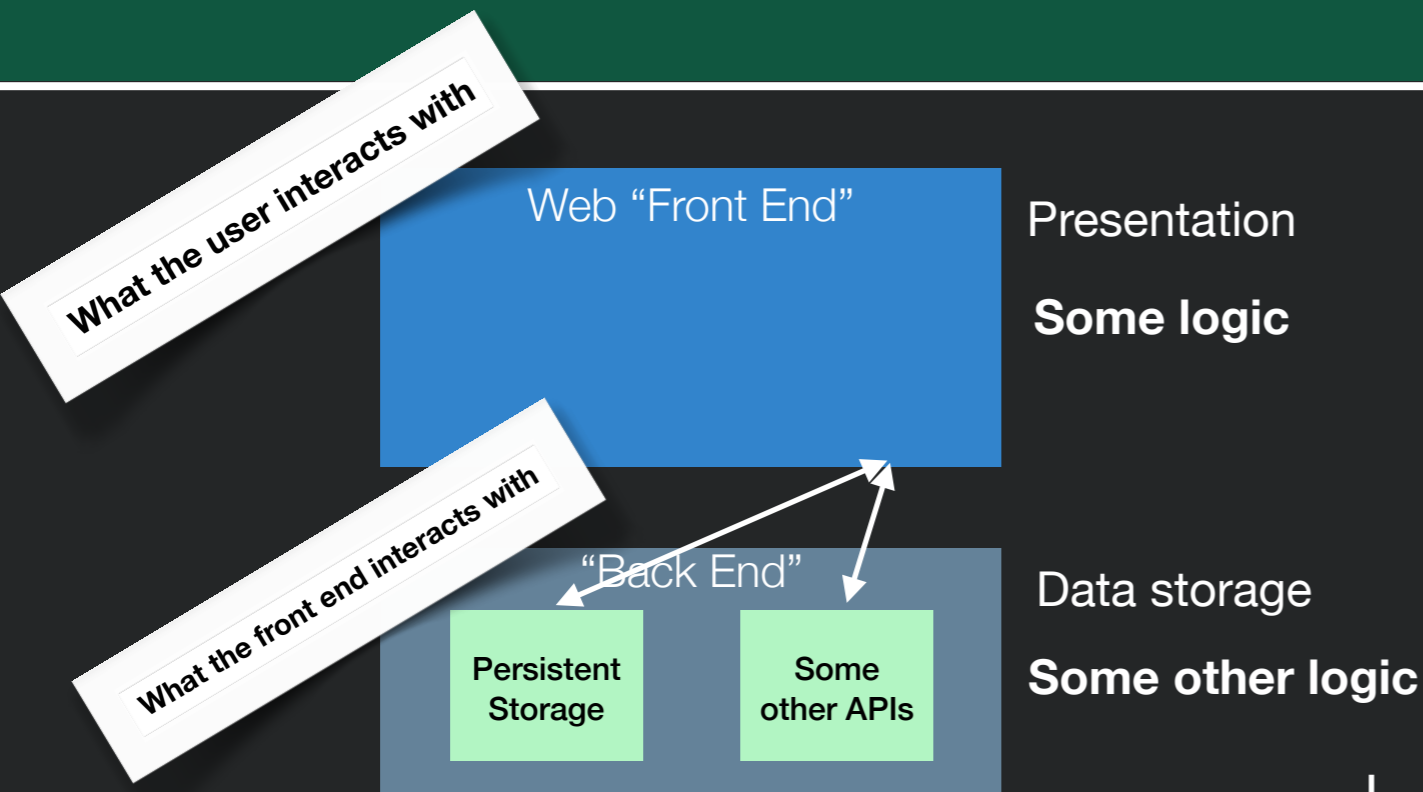 What the user interacts with
Web “Front End”
Presentation
Some logic
What the front end interacts with
“Back End”
Data storage
Some other logic
Persistent
Storage
Some
other APIs